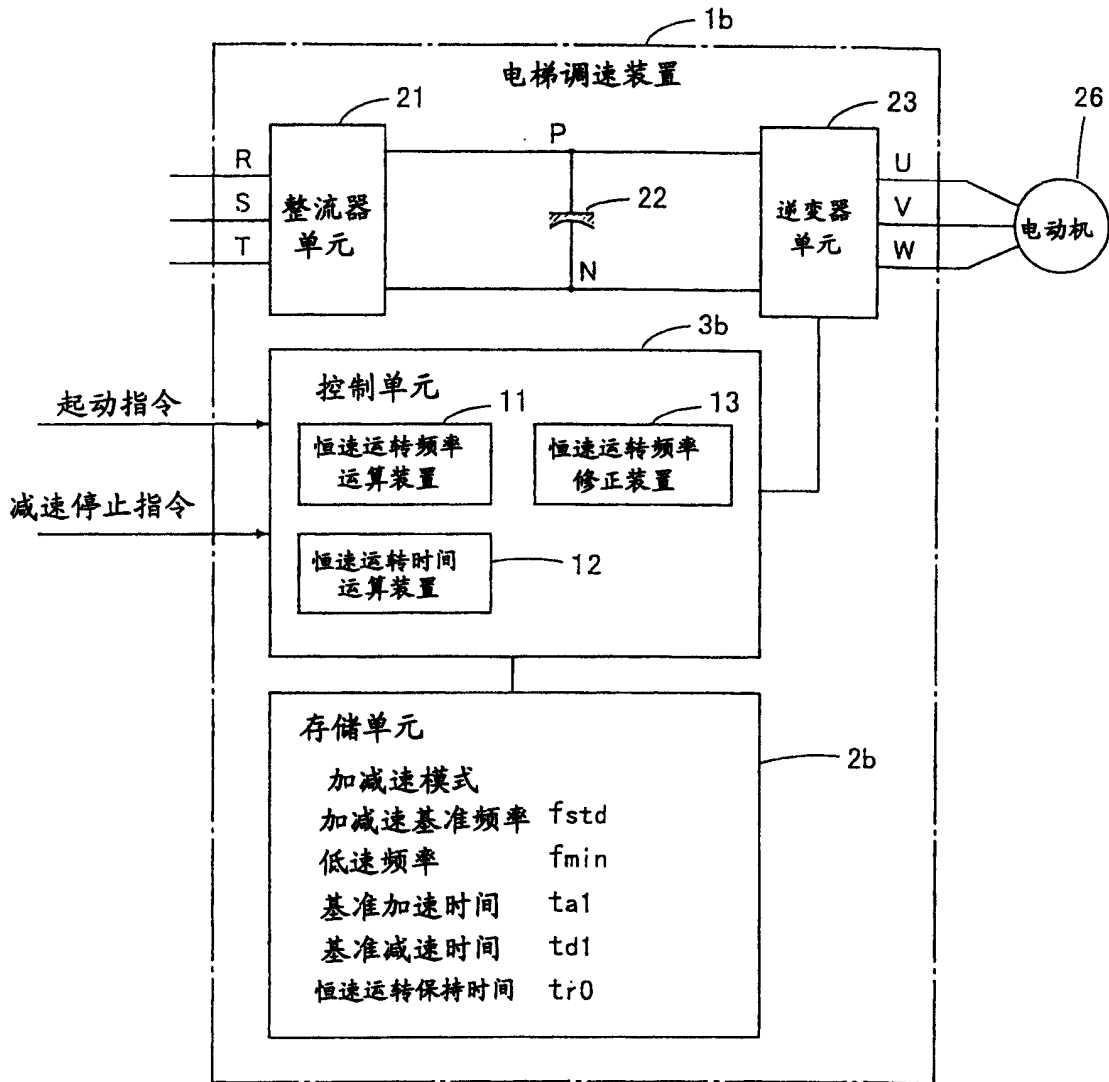 1b
电梯调速装置
21
23
26
R
S
T
整流器
单元
P
22
N
逆变器
单元
U
V
W
电动机
3b
起动指令
减速停止指令
控制单元
11
13
恒速运转频率
运算装置
恒速运转频率
修正装置
恒速运转时间
运算装置
12
存储单元
2b
加减速模式
加减速基准频率 fstd
低速频率 fmin
基准加速时间 ta1
基准减速时间 td1
恒速运转保持时间 tr0